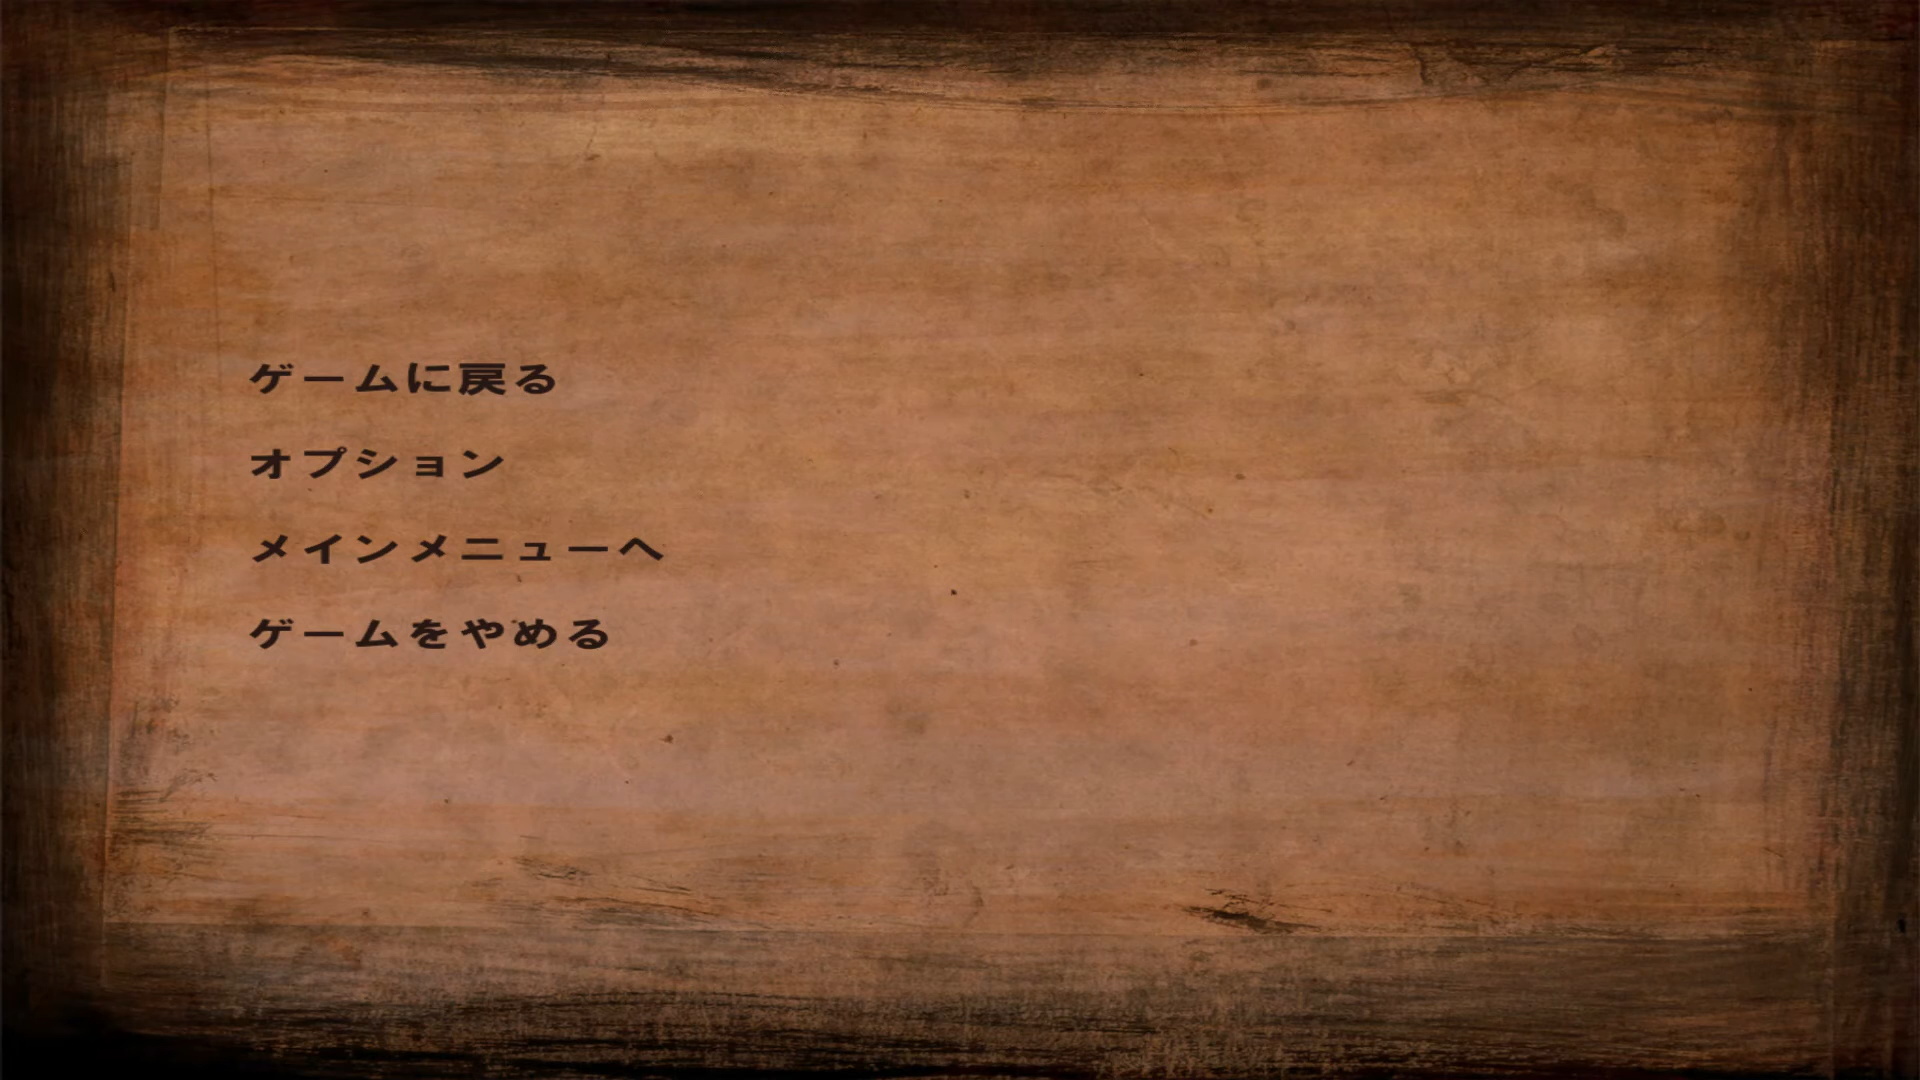 ゲームに戻る
オプション
メインメニューへ
ゲームをやめる